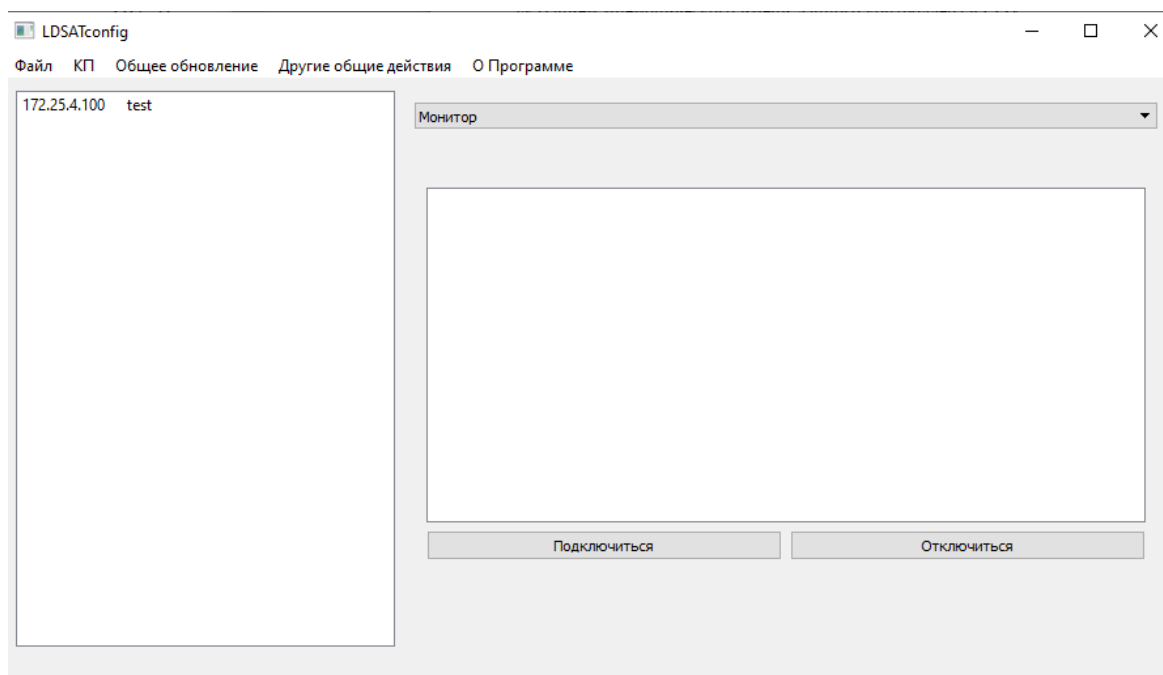 LDSATconfig
Файл КП Общее обновление Другие общие действия О Программе
172.25.4.100 test
Монитор
Подключиться Отключиться